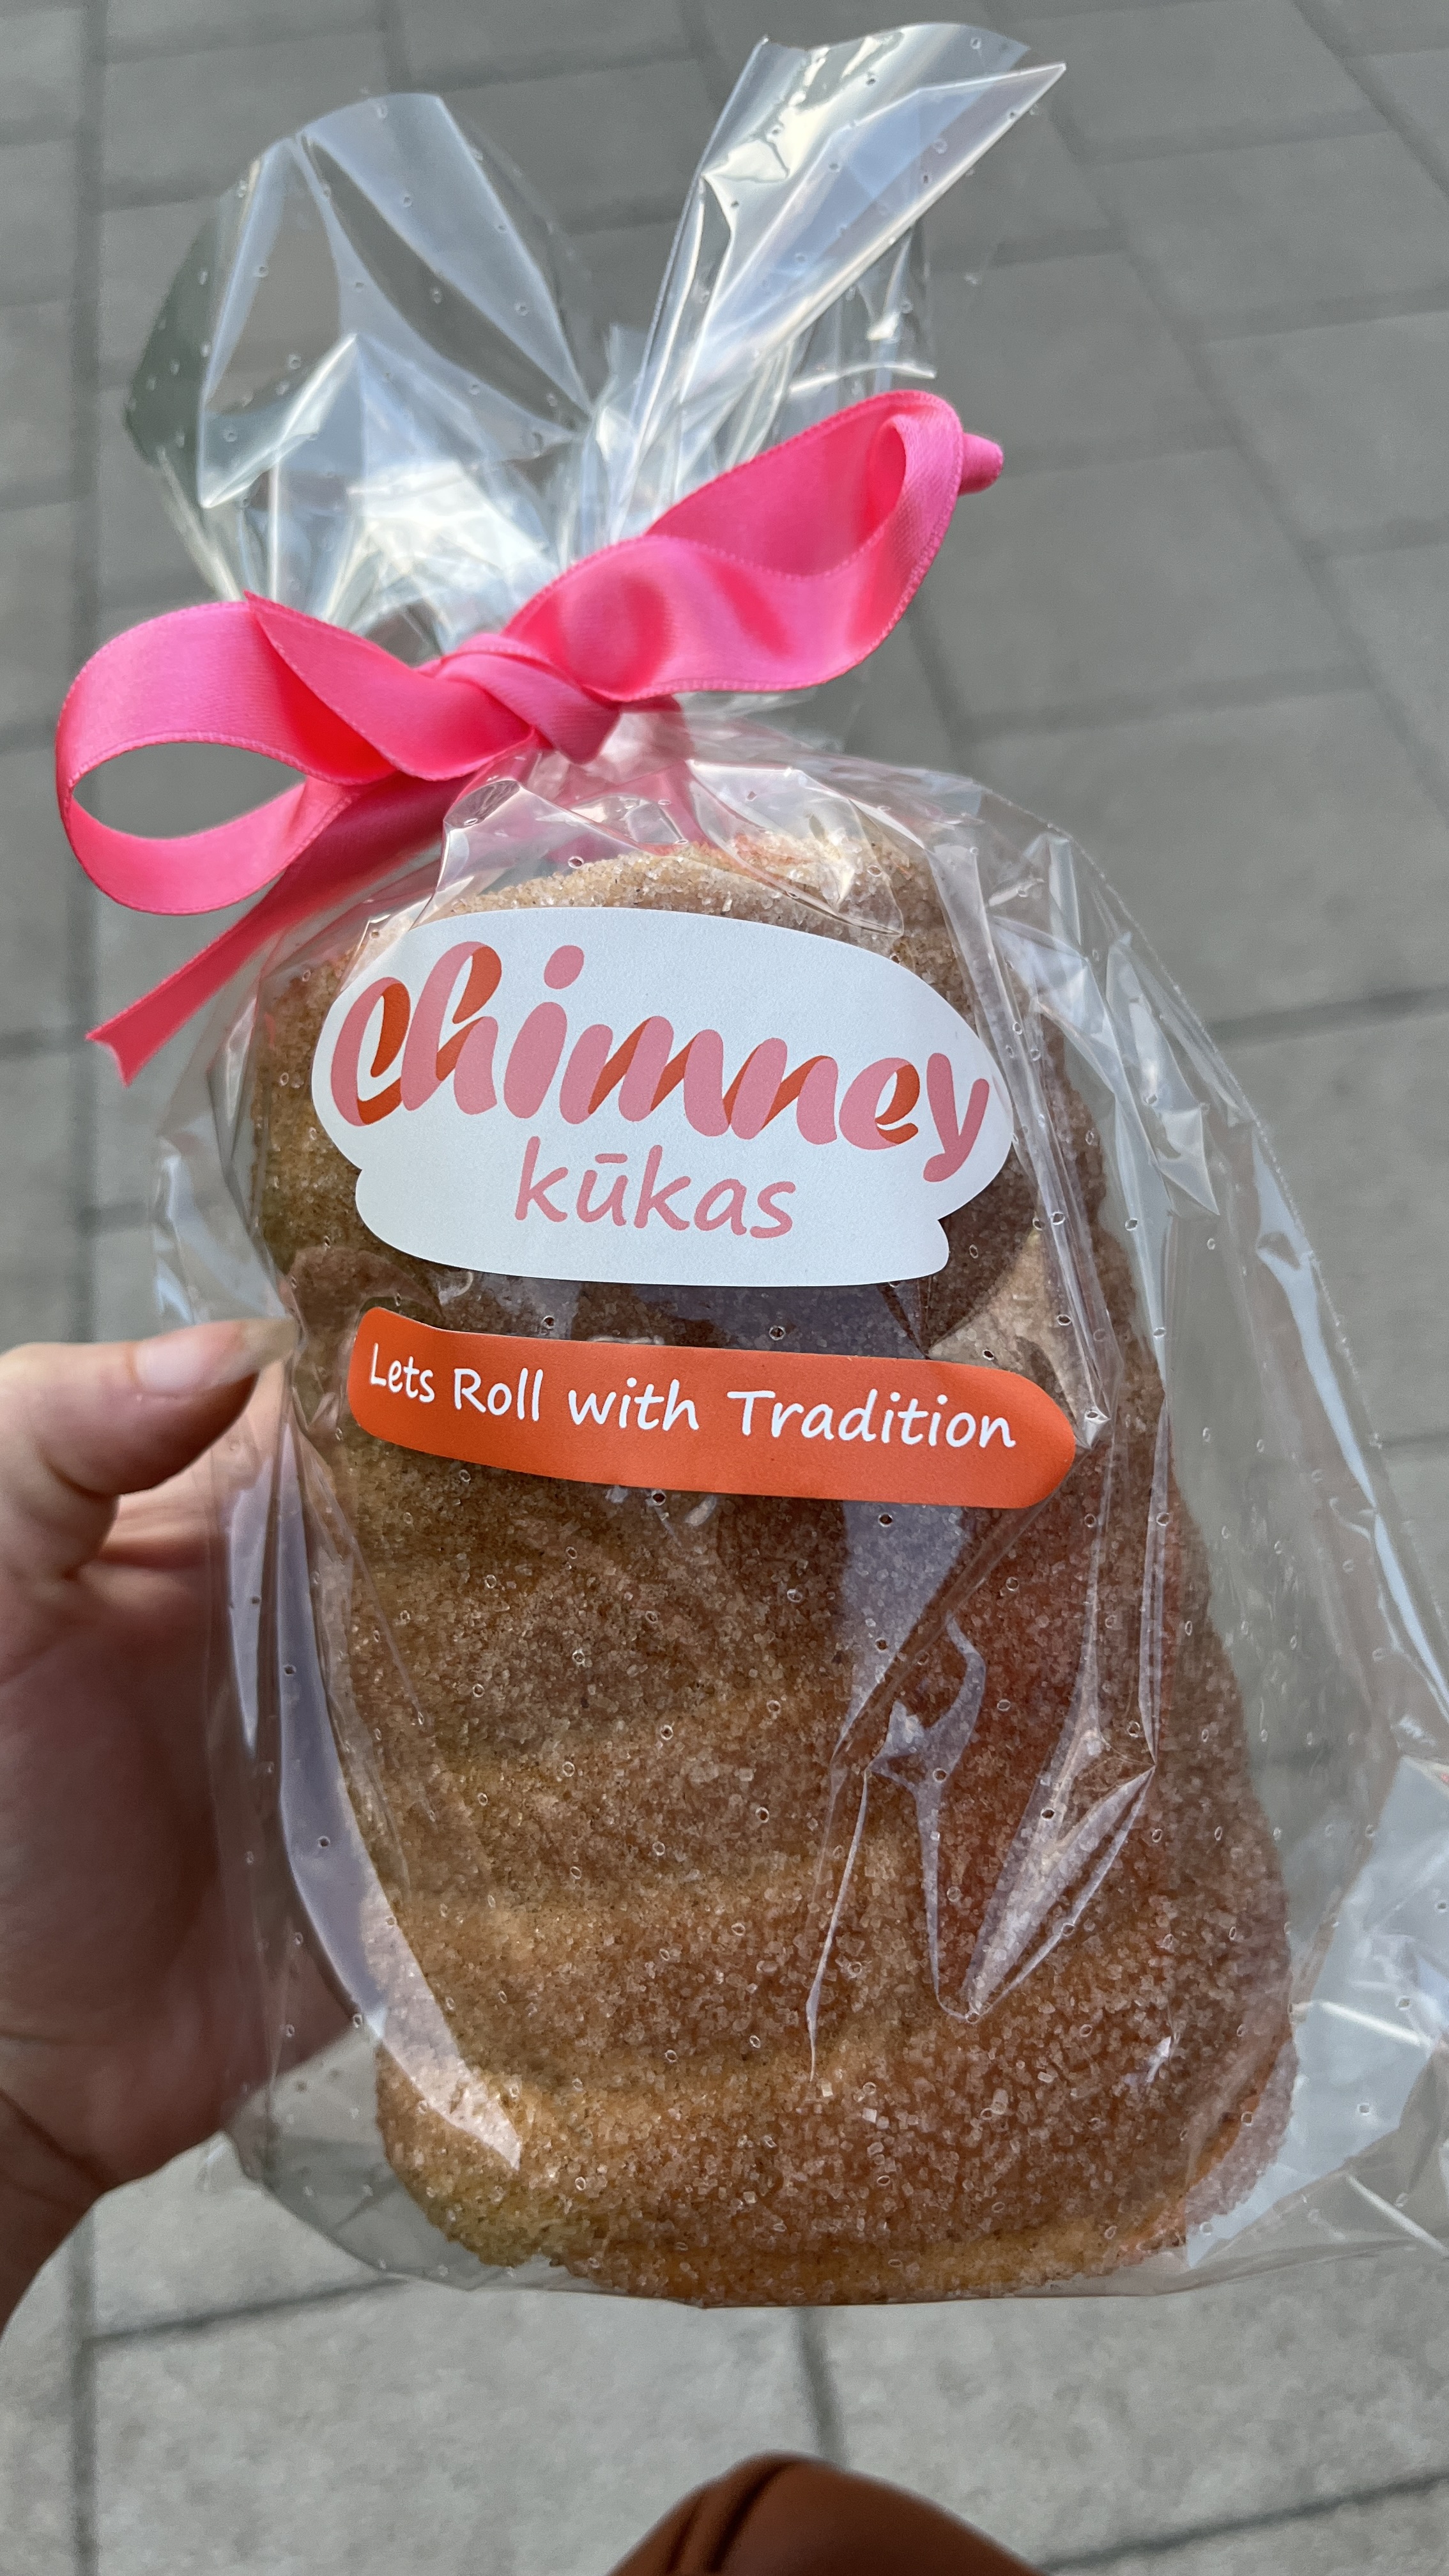 Chimney
kūkas
Lets Roll with Tradition